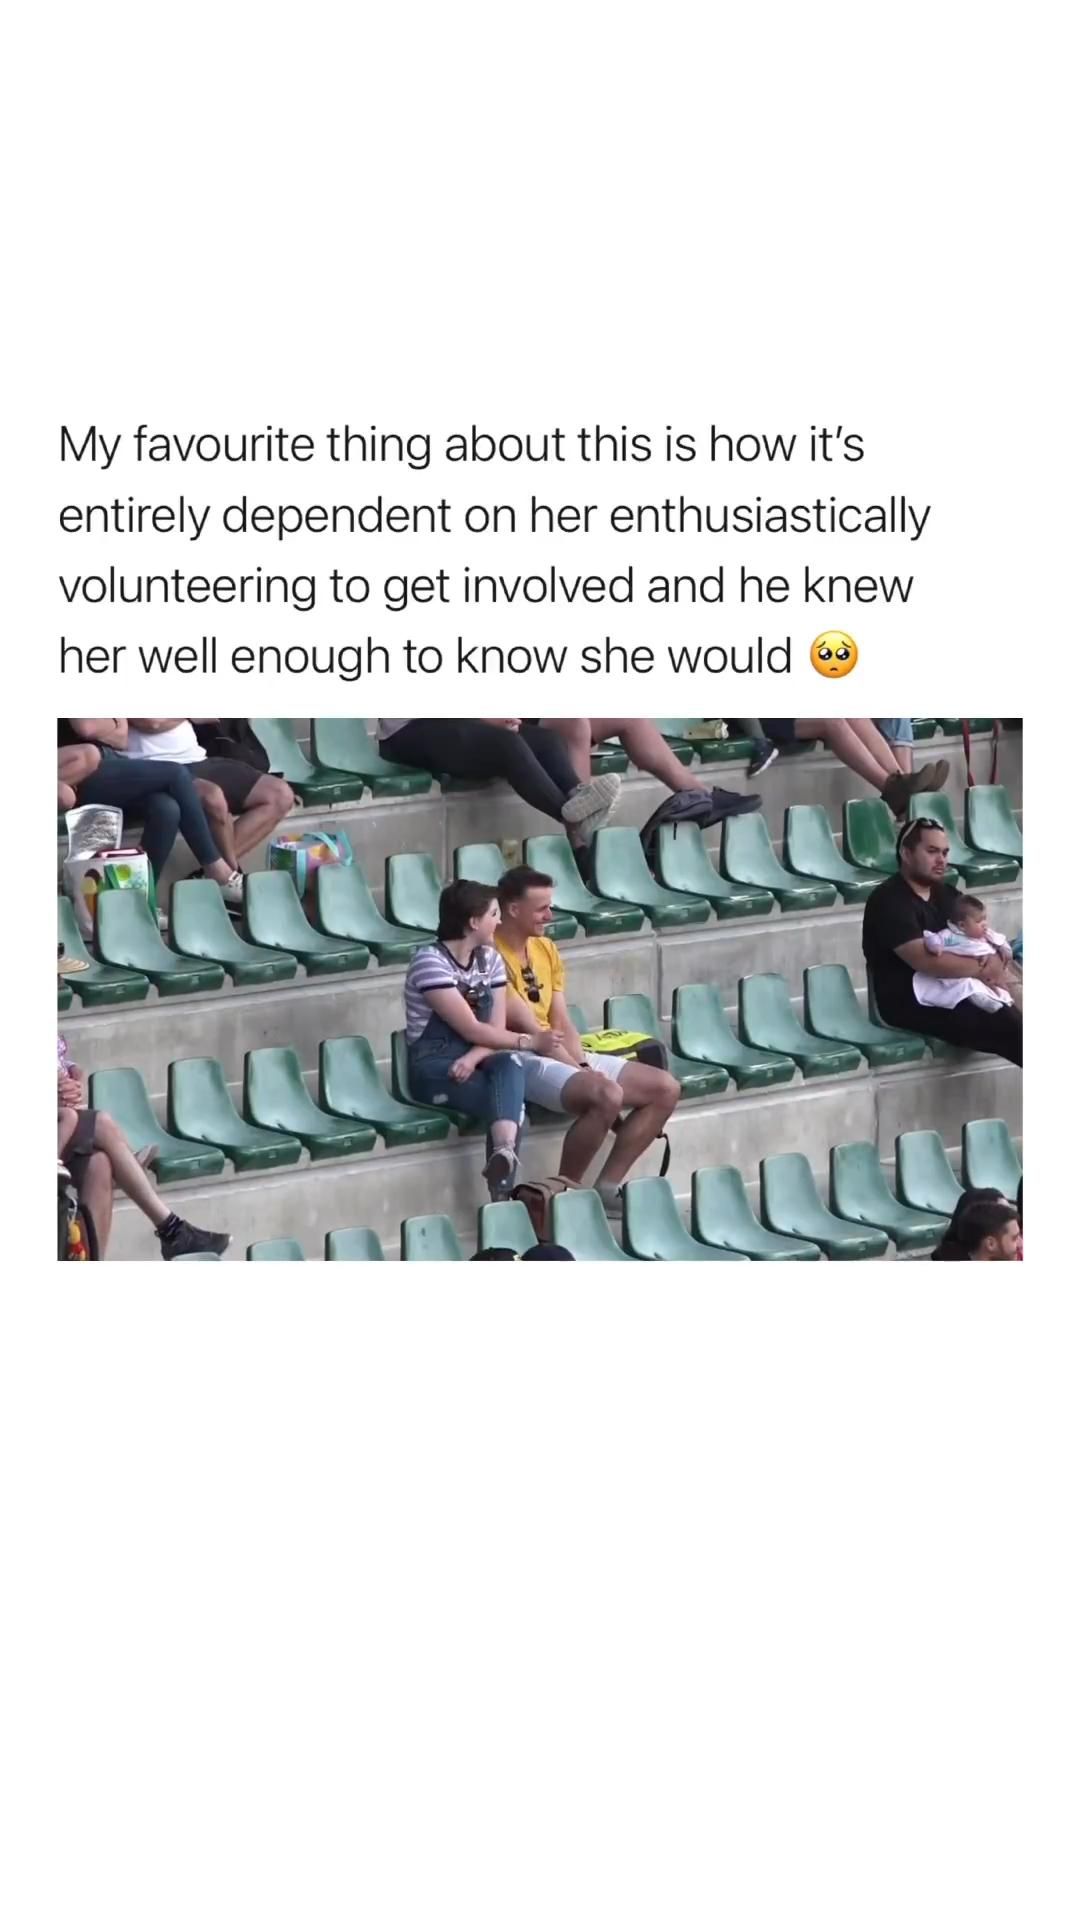 My favourite thing about this is how it’s
entirely dependent on her enthusiastically
volunteering to get involved and he knew
her well enough to know she would 🥺